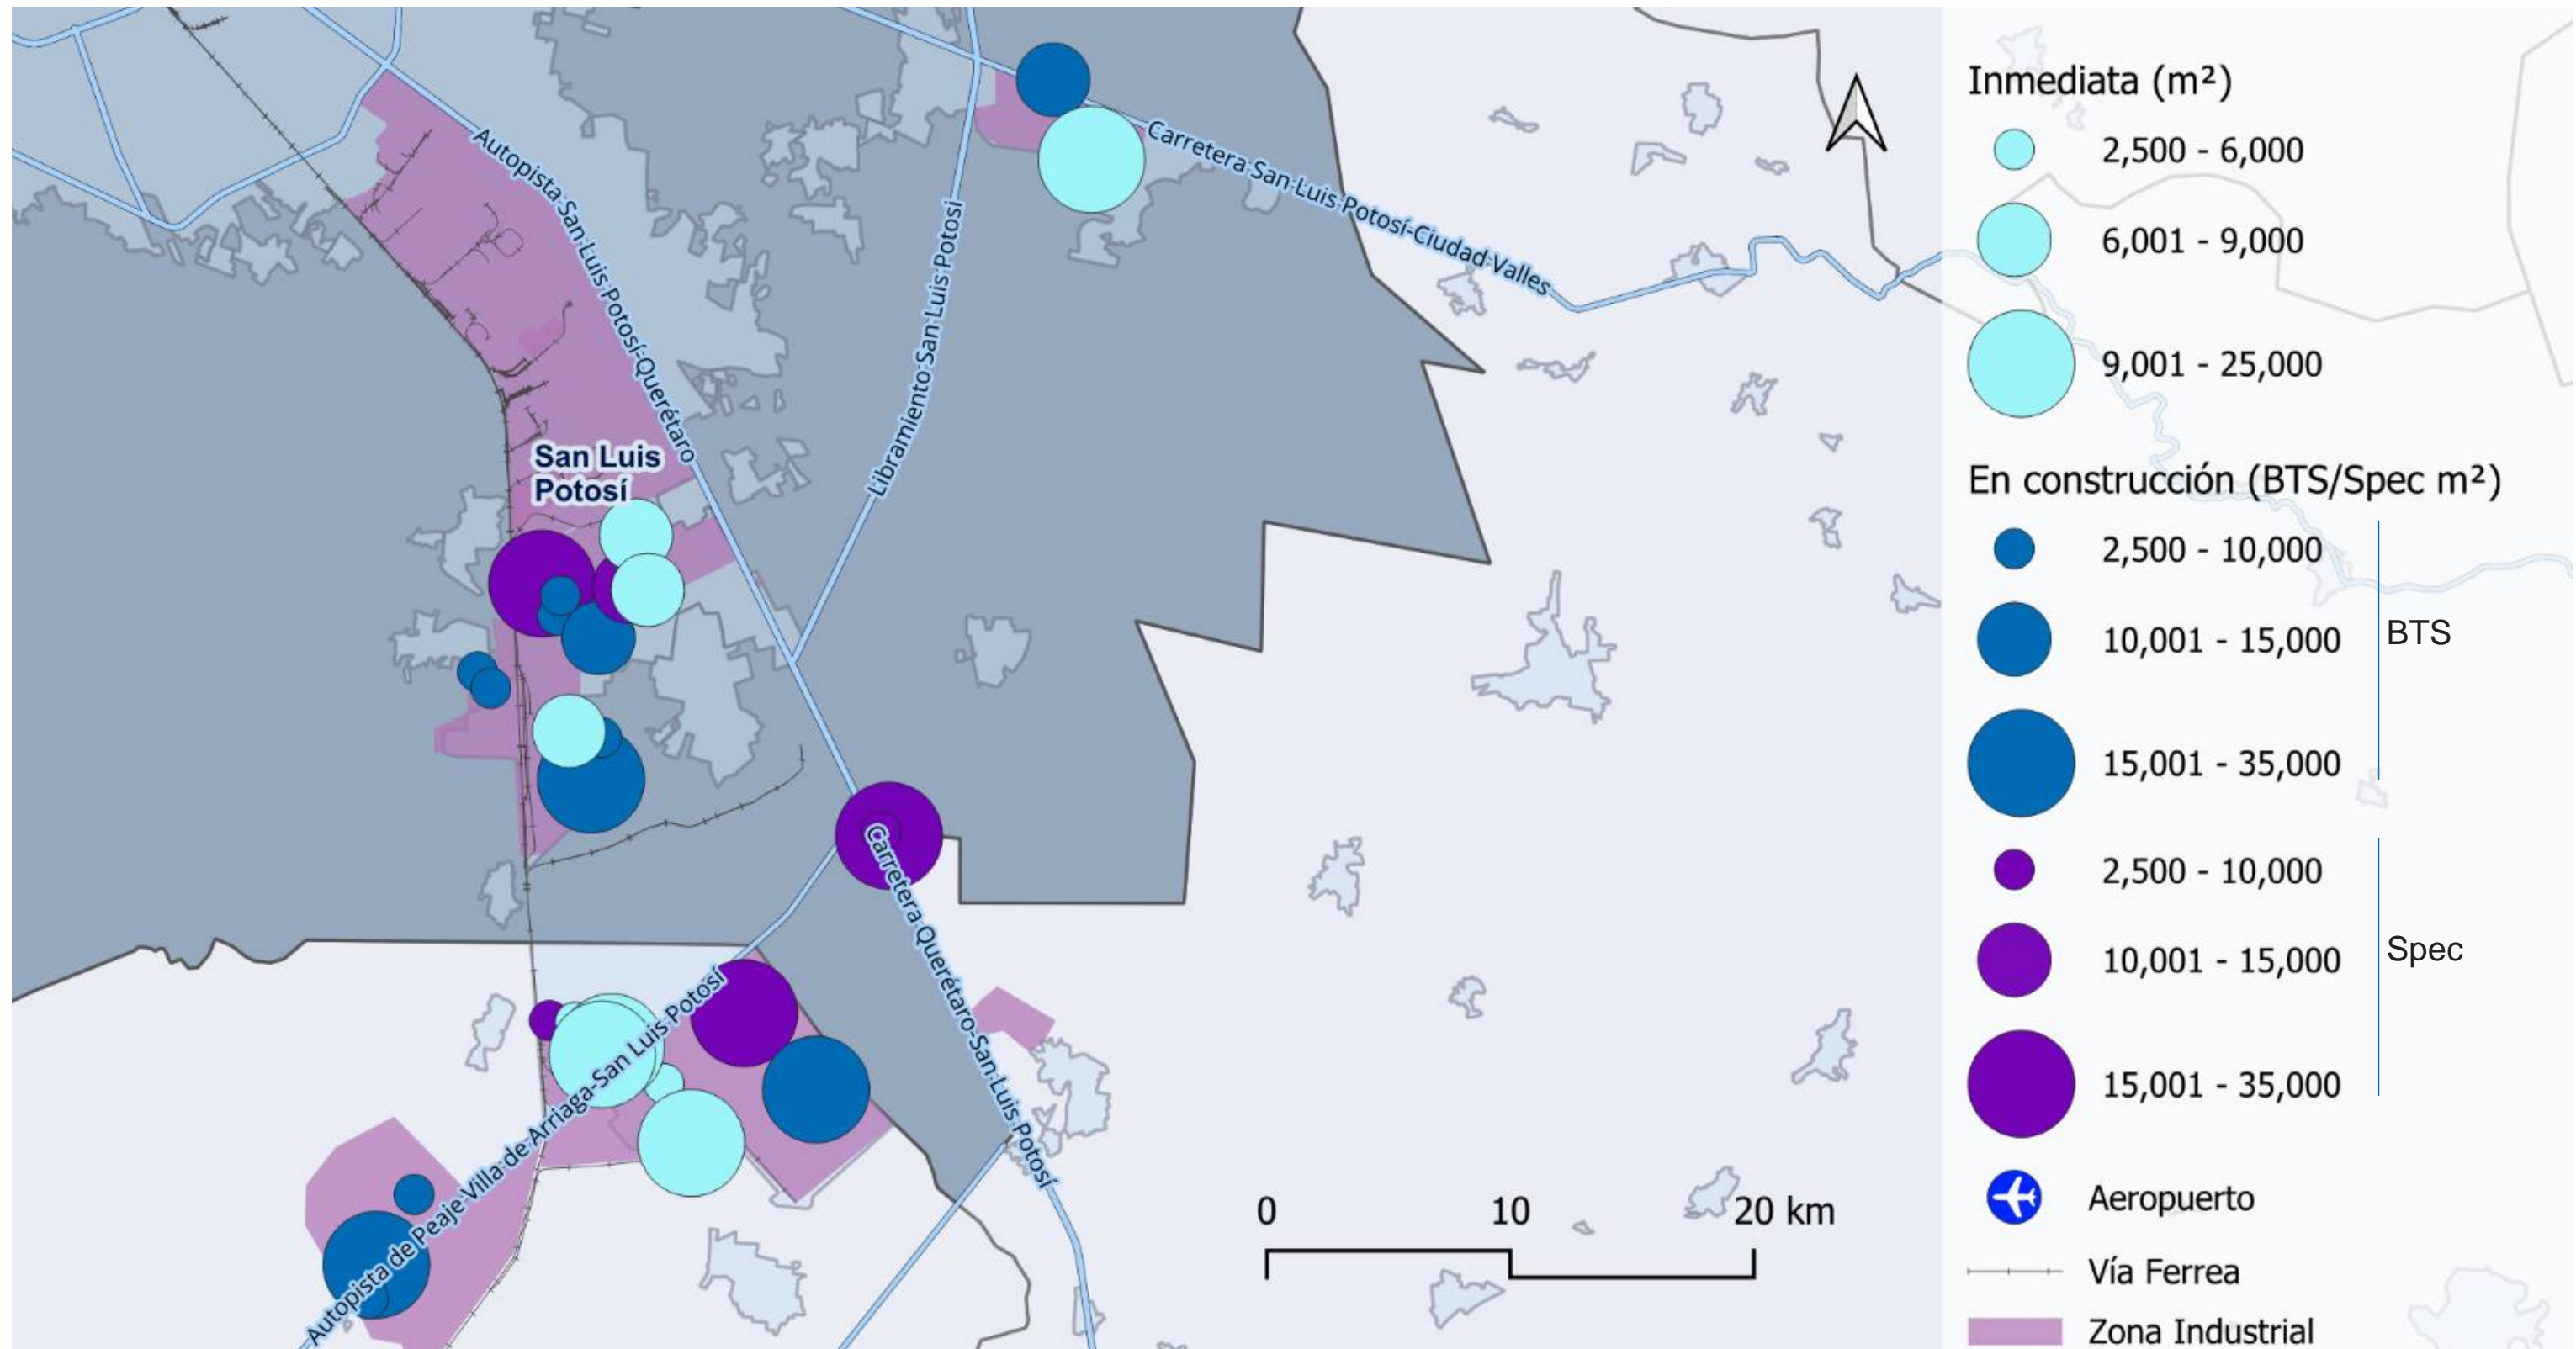 Autopista San Luis Potosí-Querétaro
Libramiento San Luis Potosí
Carretera San Luis Potosí-Ciudad Valles
San Luis
Potosí
Carretera Querétaro-San Luis Potosí
Autopista de Peaje Villa de Arriaga-San Luis Potosí
0 10 20 km
Inmediata (m²)
2,500 - 6,000
6,001 - 9,000
9,001 - 25,000
En construcción (BTS/Spec m²)
2,500 - 10,000
10,001 - 15,000
BTS
15,001 - 35,000
2,500 - 10,000
10,001 - 15,000
Spec
15,001 - 35,000
Aeropuerto
Vía Ferrea
Zona Industrial